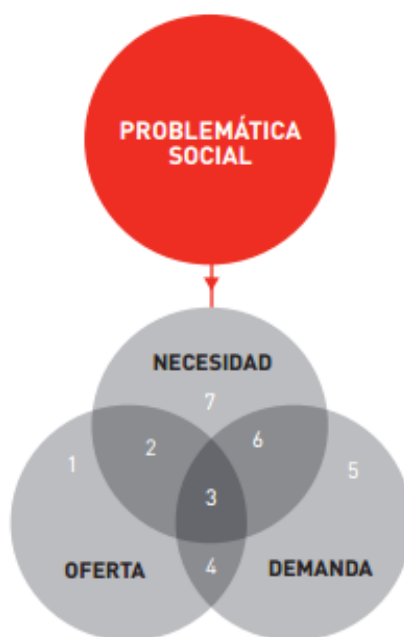 PROBLEMÁTICA
SOCIAL
NECESIDAD
7
1
2
6
5
3
OFERTA
4
DEMANDA